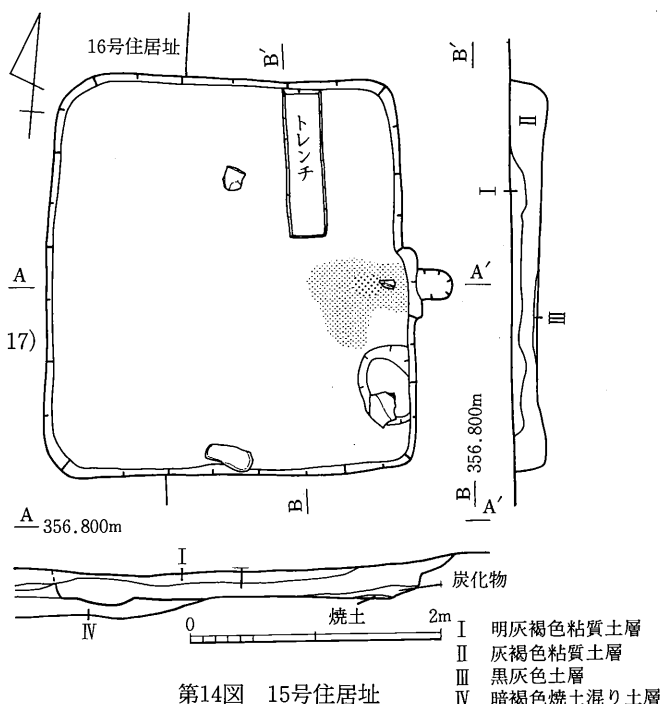 16号住居址
B′
B′
トレンチ
Ⅱ
Ⅰ
A
A′
17)
Ⅲ
B
B 356.800m
A′
A 356.800m
Ⅰ
炭化物
焼土
Ⅳ
0 2m
Ⅰ 明灰褐色粘質土層
Ⅱ 灰褐色粘質土層
Ⅲ 黒灰色土層
Ⅳ 暗褐色焼土混り土層
第14図 15号住居址